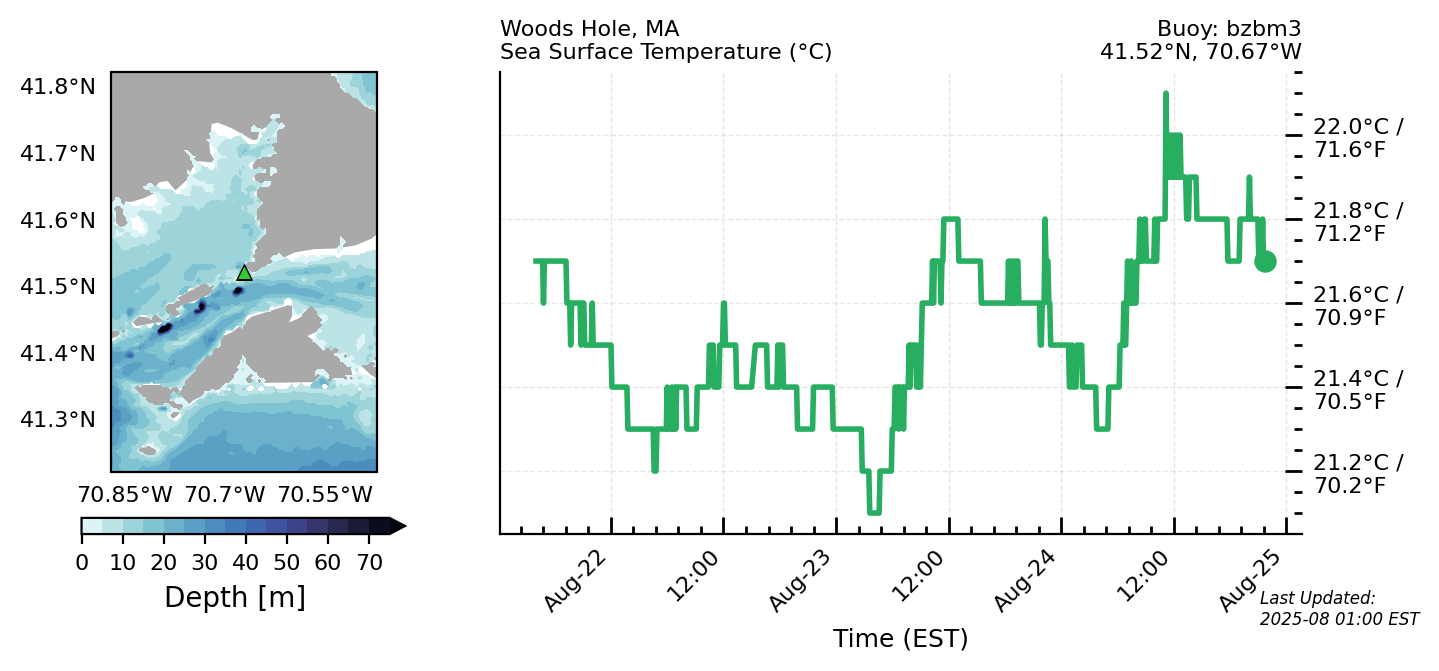 Woods Hole, MA
Sea Surface Temperature (°C)
Buoy: bzbm3
41.52°N, 70.67°W
41.8°N
41.7°N
41.6°N
41.5°N
41.4°N
41.3°N
70.85°W 70.7°W 70.55°W
0 10 20 30 40 50 60 70
Depth [m]
22.0°C /
71.6°F
21.8°C /
71.2°F
21.6°C /
70.9°F
21.4°C /
70.5°F
21.2°C /
70.2°F
Aug-22 12:00 Aug-23 12:00 Aug-24 12:00 Aug-25
Time (EST)
Last Updated:
2025-08 01:00 EST